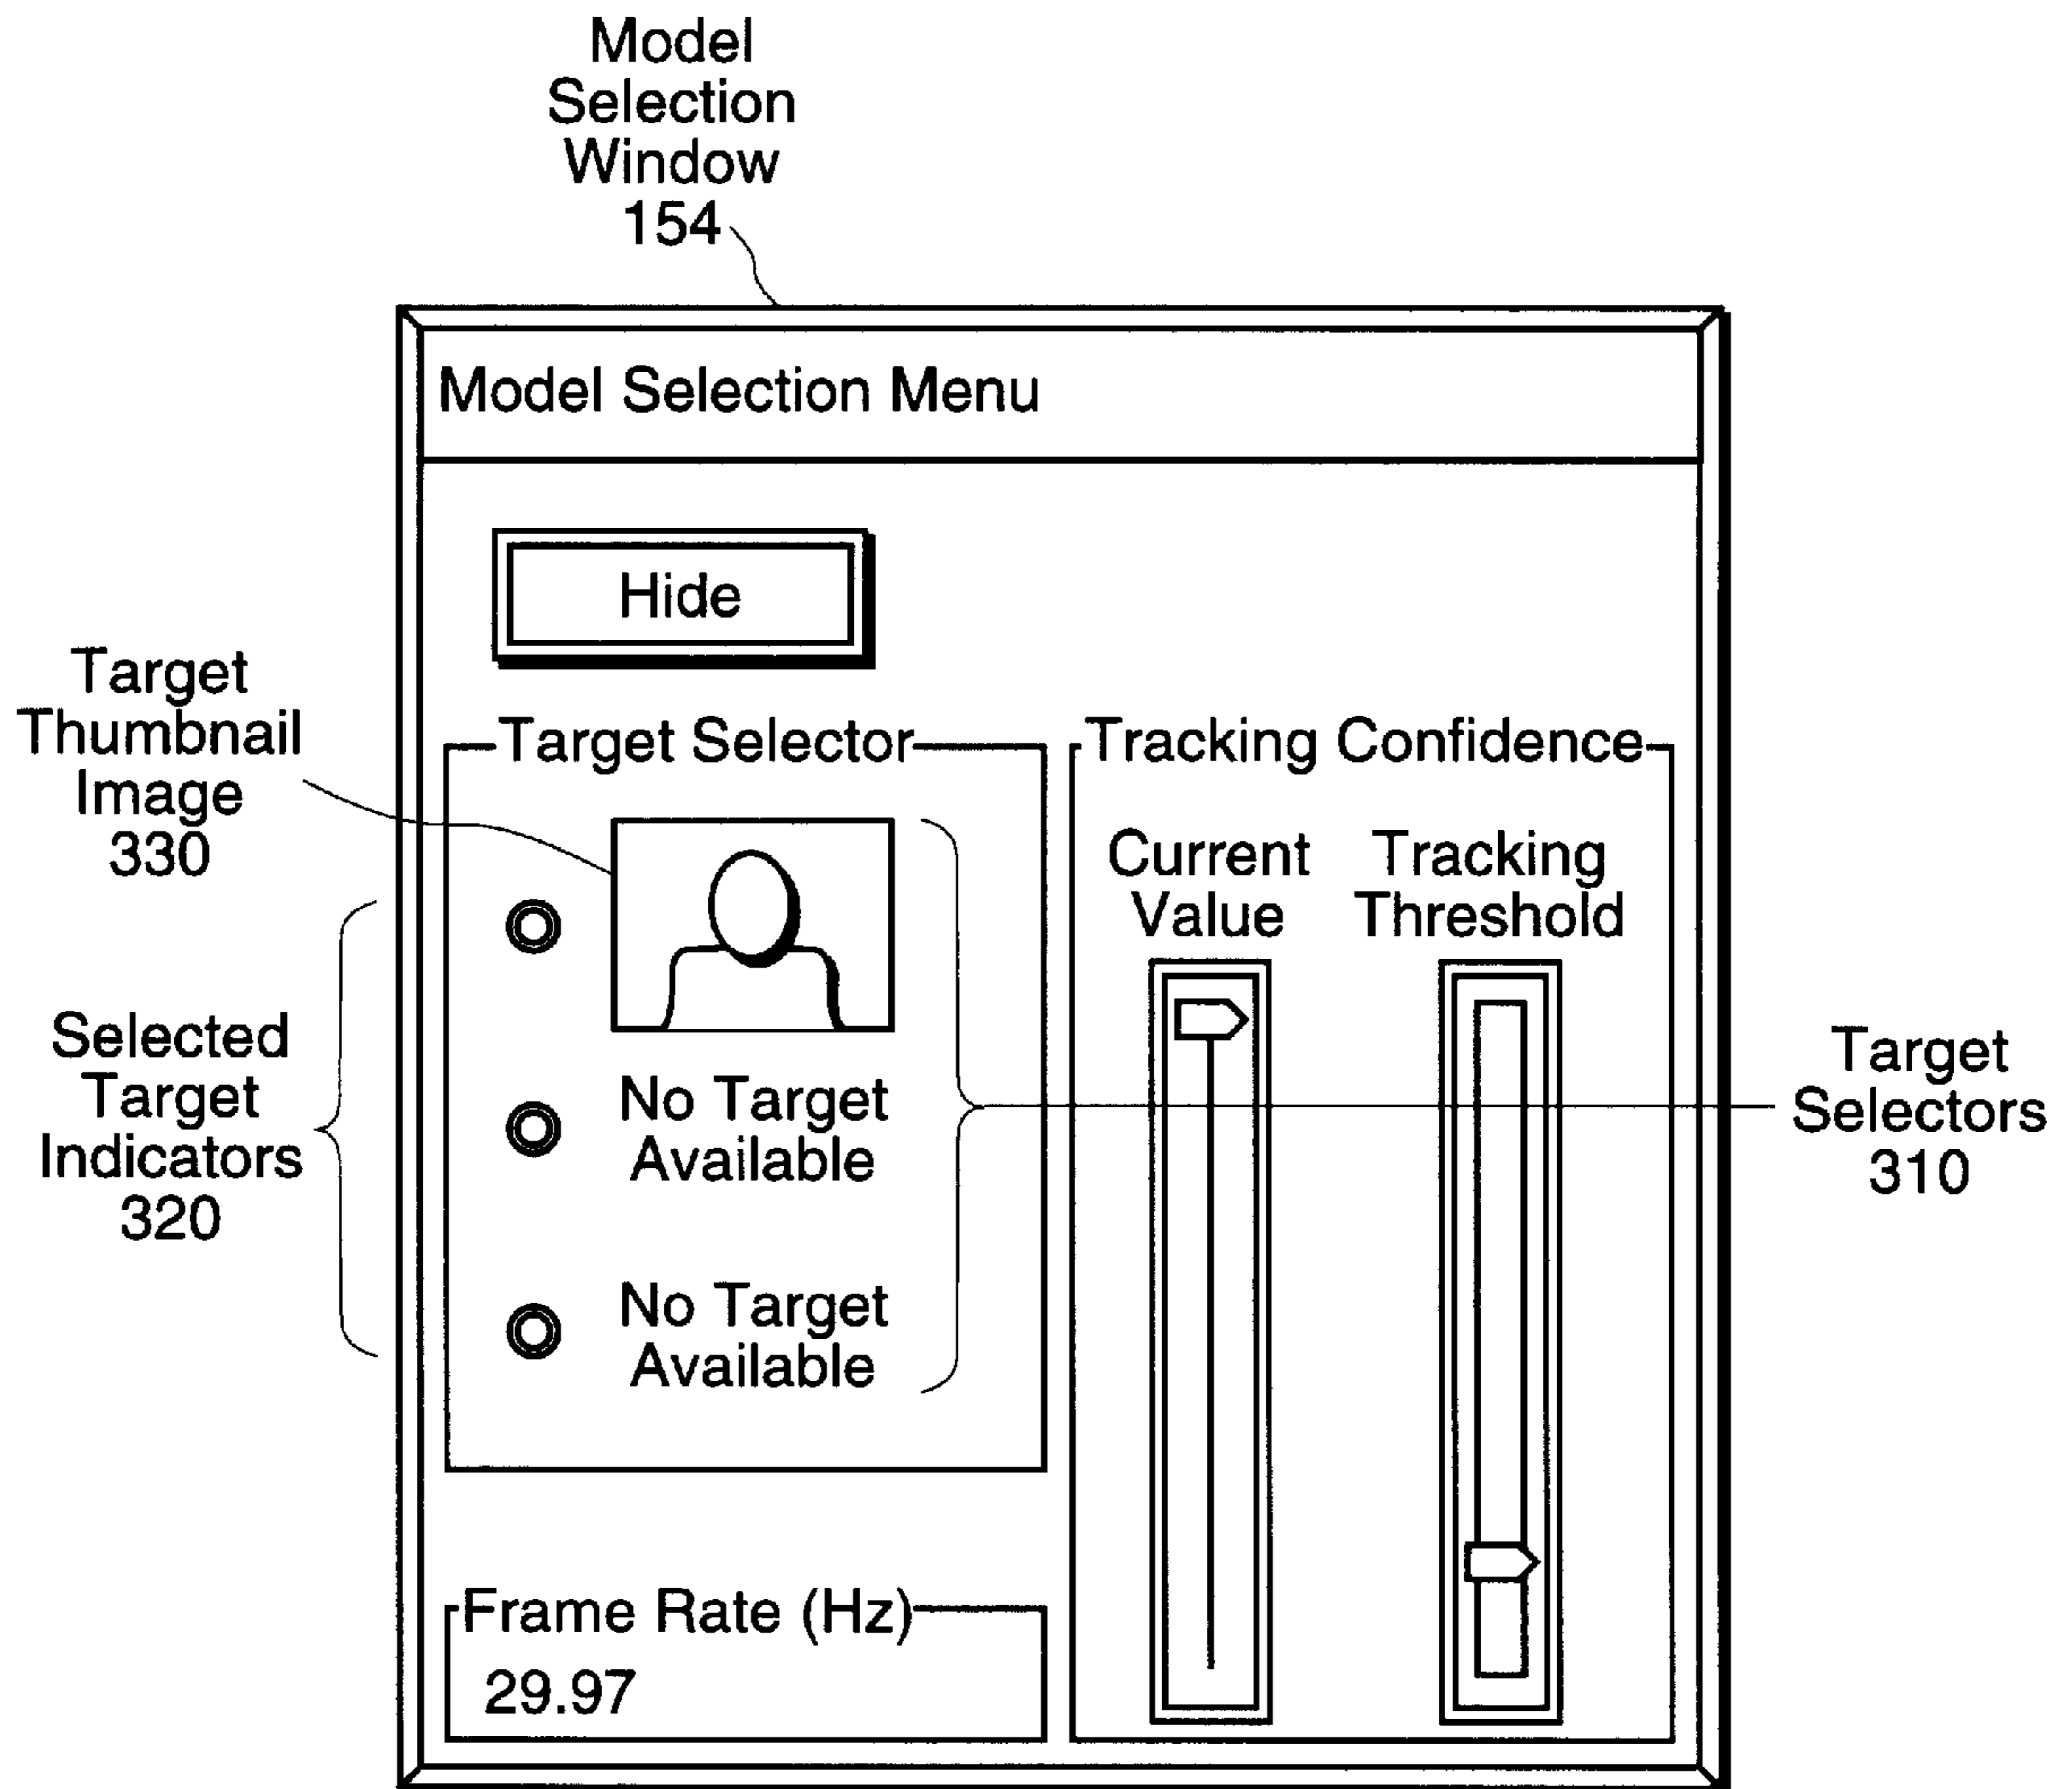 Model
Selection
Window
154
Model Selection Menu
Hide
Target
Thumbnail
Image
330
Target Selector
Tracking Confidence
Current
Value
Tracking
Threshold
Selected
Target
Indicators
320
No Target
Available
No Target
Available
Target
Selectors
310
Frame Rate (Hz)
29.97